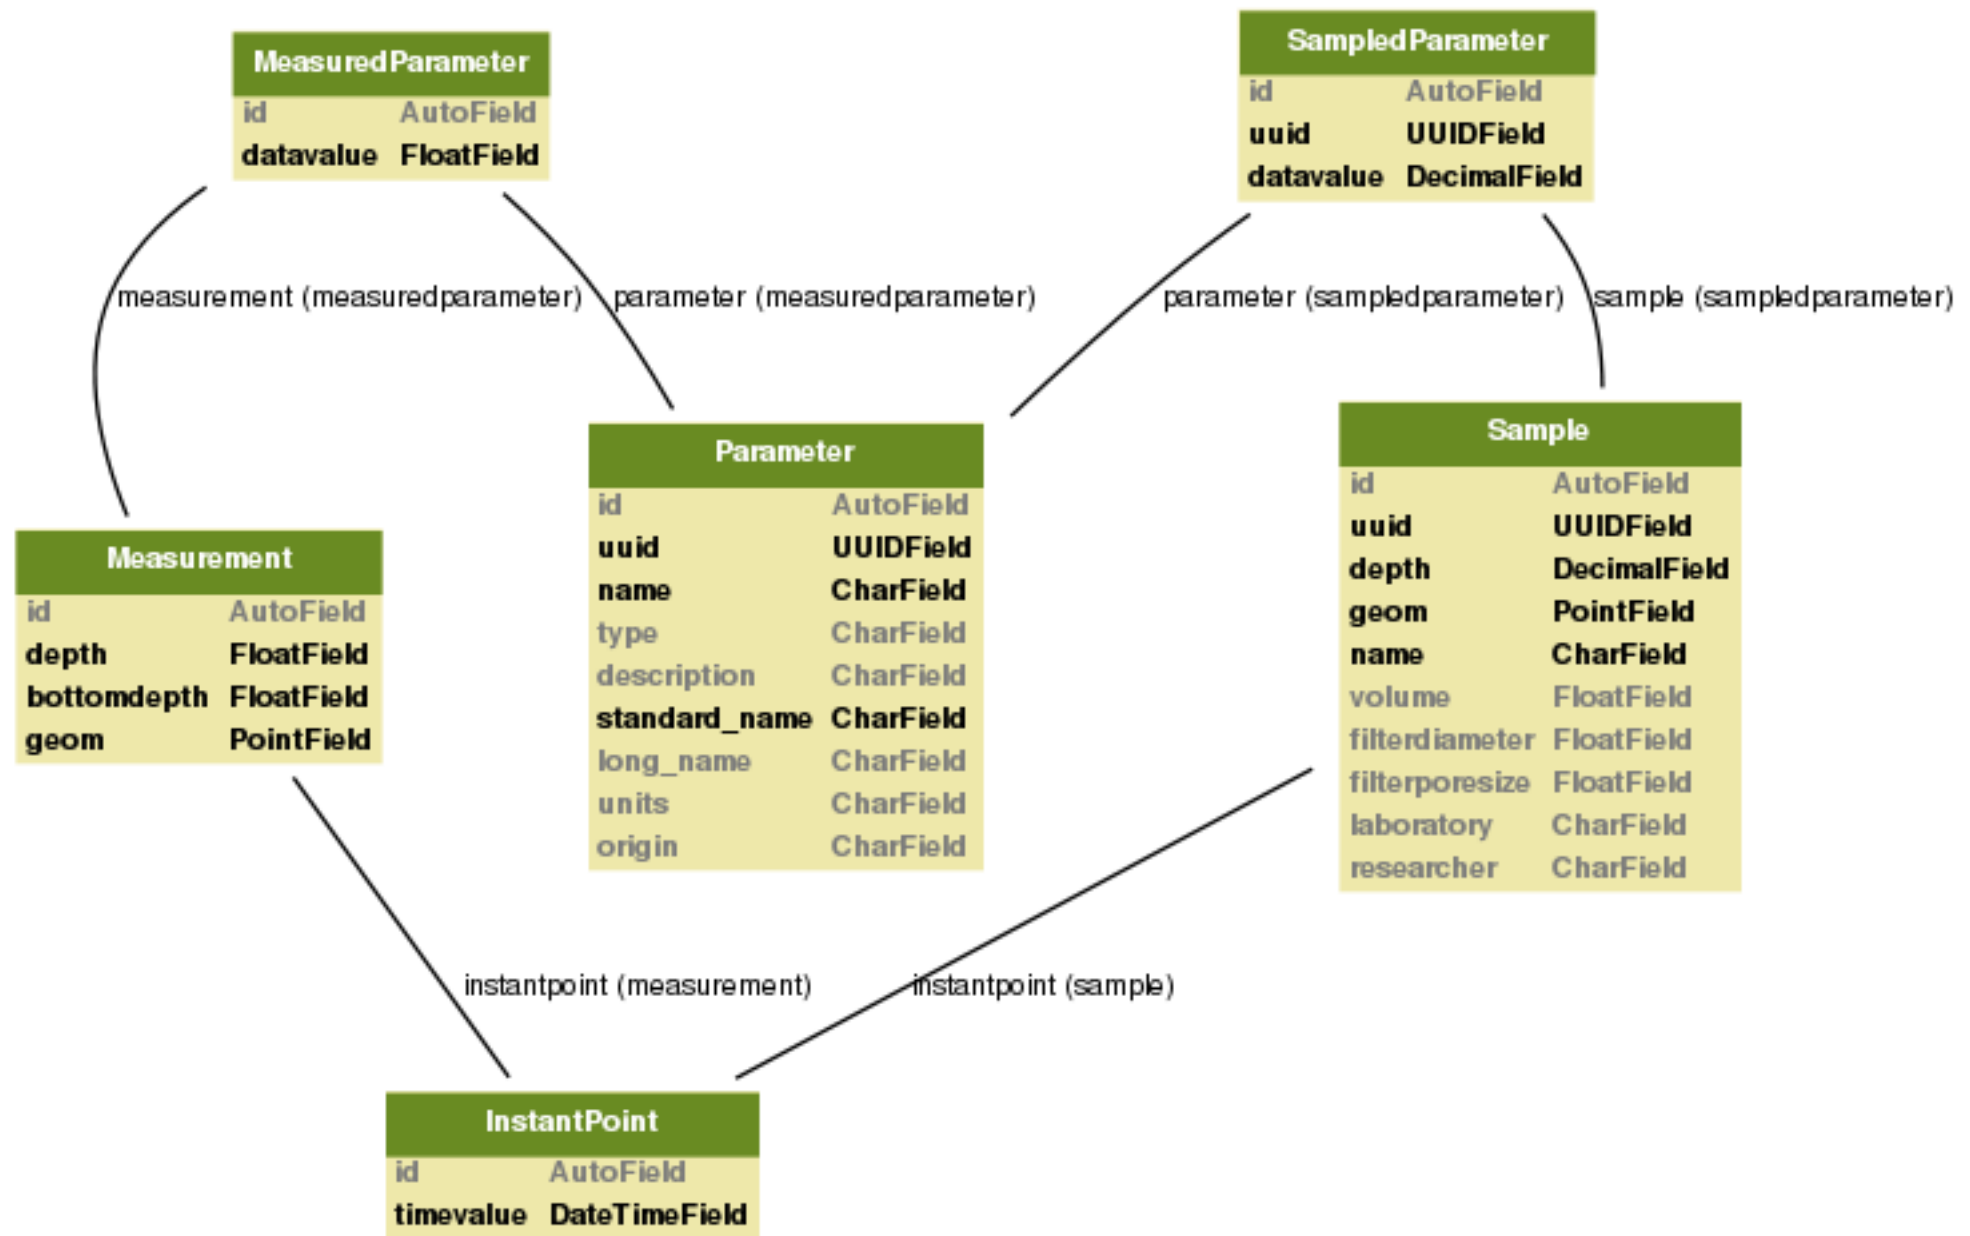 MeasuredParameter
id AutoField
datavalue FloatField
SampledParameter
id AutoField
uuid UUIDField
datavalue DecimalField
measurement (measuredparameter)
parameter (measuredparameter)
parameter (sampledparameter)
sample (sampledparameter)
Measurement
id AutoField
depth FloatField
bottomdepth FloatField
geom PointField
Parameter
id AutoField
uuid UUIDField
name CharField
type CharField
description CharField
standard_name CharField
long_name CharField
units CharField
origin CharField
Sample
id AutoField
uuid UUIDField
depth DecimalField
geom PointField
name CharField
volume FloatField
filterdiameter FloatField
filterporesize FloatField
laboratory CharField
researcher CharField
instantpoint (measurement)
instantpoint (sample)
InstantPoint
id AutoField
timevalue DateTimeField